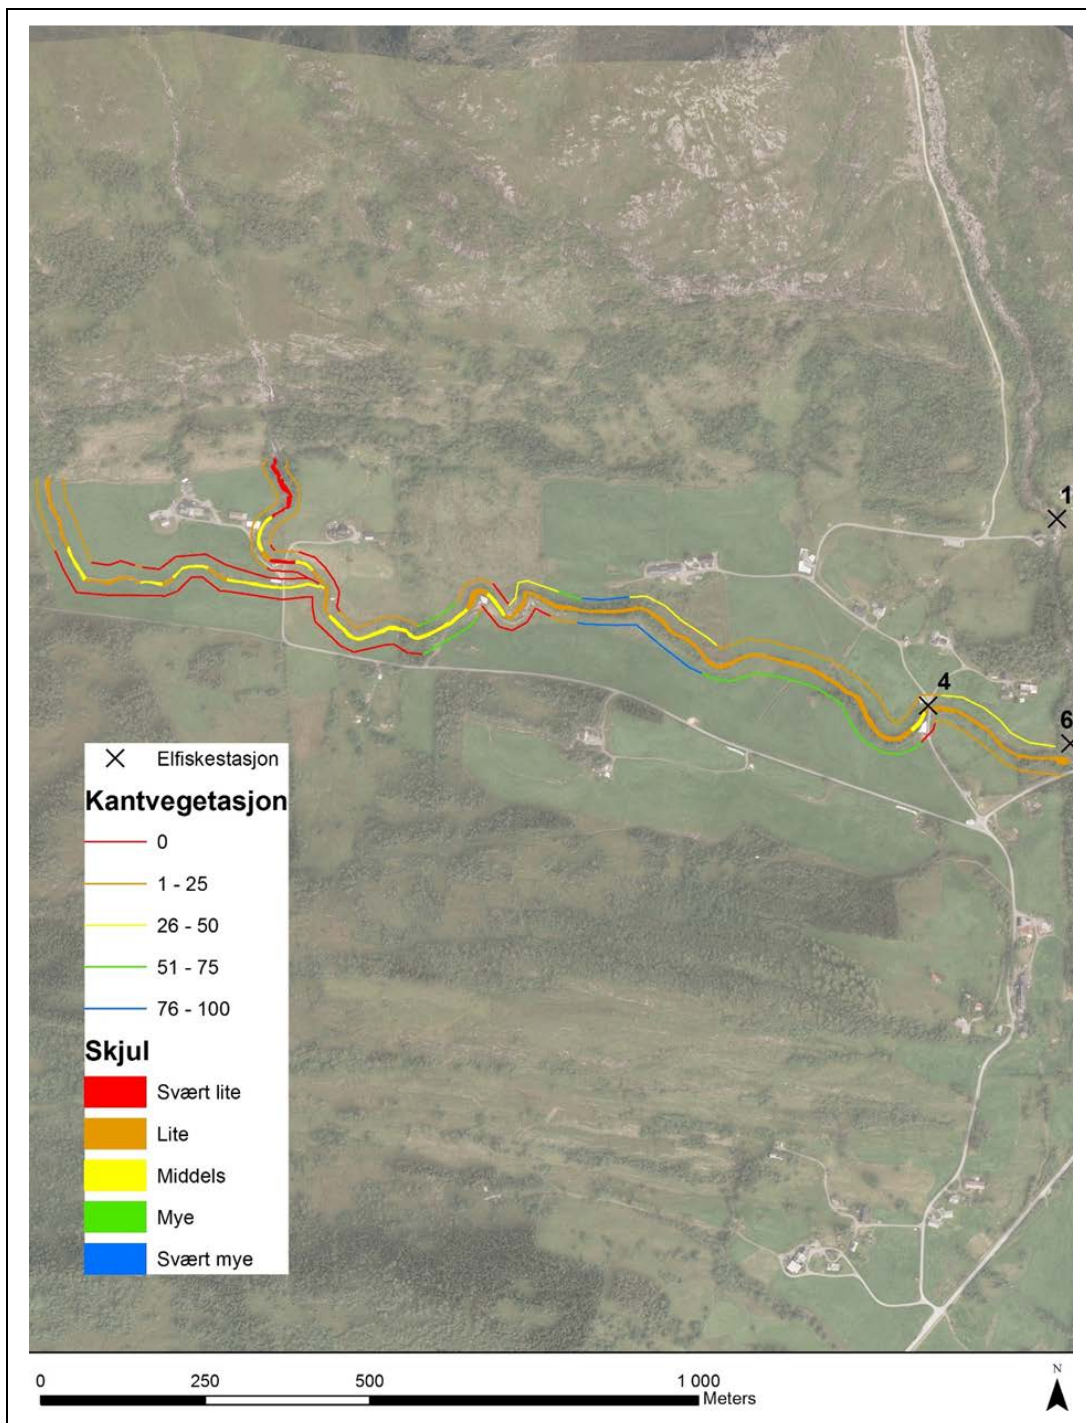 1
4
6
Elfiskestasjon
Kantvegetasjon
0
1 - 25
26 - 50
51 - 75
76 - 100
Skjul
Svært lite
Lite
Middels
Mye
Svært mye
0 250 500 1 000
Meters
N